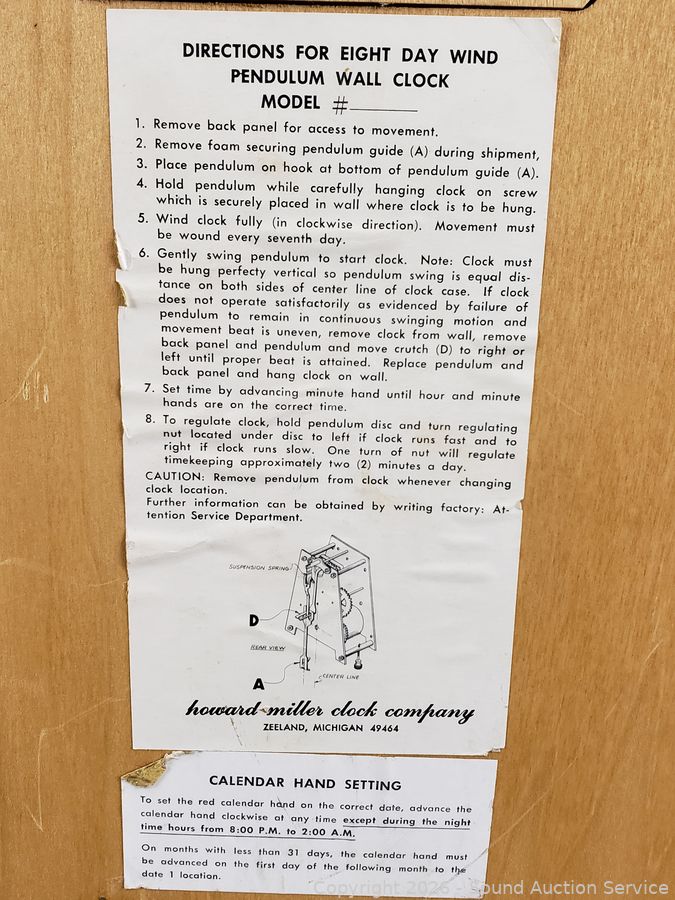 DIRECTIONS FOR EIGHT DAY WIND
PENDULUM WALL CLOCK
MODEL #______
1. Remove back panel for access to movement.
2. Remove foam securing pendulum guide (A) during shipment,
3. Place pendulum on hook at bottom of pendulum guide (A).
4. Hold pendulum while carefully hanging clock on screw
which is securely placed in wall where clock is to be hung.
5. Wind clock fully (in clockwise direction). Movement must
be wound every seventh day.
6. Gently swing pendulum to start clock. Note: Clock must
be hung perfecty vertical so pendulum swing is equal dis-
tance on both sides of center line of clock case. If clock
does not operate satisfactorily as evidenced by failure of
pendulum to remain in continuous swinging motion and
movement beat is uneven, remove clock from wall, remove
back panel and pendulum and move crutch (D) to right or
left until proper beat is attained. Replace pendulum and
back panel and hang clock on wall.
7. Set time by advancing minute hand until hour and minute
hands are on the correct time.
8. To regulate clock, hold pendulum disc and turn regulating
nut located under disc to left if clock runs fast and to
right if clock runs slow. One turn of nut will regulate
timekeeping approximately two (2) minutes a day.
CAUTION: Remove pendulum from clock whenever changing
clock location.
Further information can be obtained by writing factory: At-
tention Service Department.
SUSPENSION SPRING
D
REAR VIEW
A
CENTER LINE
howard miller clock company
ZEELAND, MICHIGAN 49464
CALENDAR HAND SETTING
To set the red calendar hand on the correct date, advance the
calendar hand clockwise at any time except during the night
time hours from 8:00 P.M. to 2:00 A.M.
On months with less than 31 days, the calendar hand must
be advanced on the first day of the following month to the
date 1 location.
Copyright 2026 - Sound Auction Service